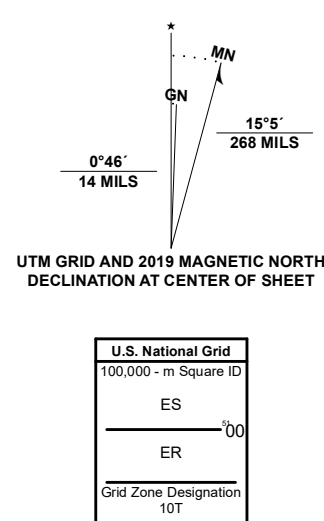 ★
MN
GN
15°5´
268 MILS
0°46´
14 MILS
UTM GRID AND 2019 MAGNETIC NORTH
DECLINATION AT CENTER OF SHEET
U.S. National Grid
100,000 - m Square ID
ES
5100
ER
Grid Zone Designation
10T